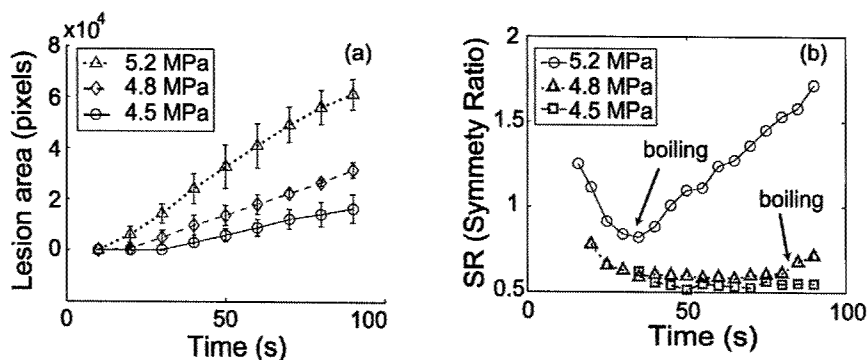 x10⁴
8
6
4
2
0
0
50
100
Lesion area (pixels)
Time (s)
(a)
5.2 MPa
4.8 MPa
4.5 MPa
2
1.5
1
0.5
0
50
100
SR (Symmety Ratio)
Time (s)
(b)
5.2 MPa
4.8 MPa
4.5 MPa
boiling
boiling